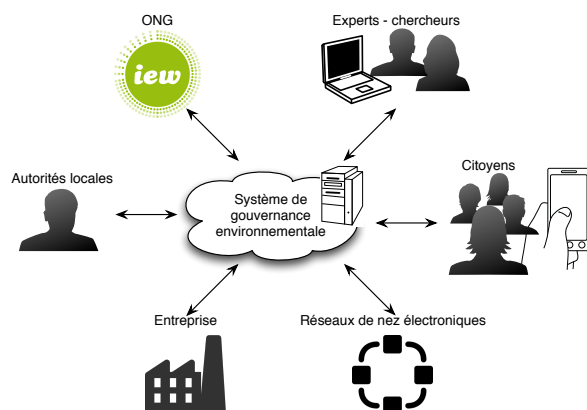 ONG
Experts - chercheurs
iew
Autorités locales
Système de
gouvernance
environnementale
Citoyens
Entreprise
Réseaux de nez électroniques